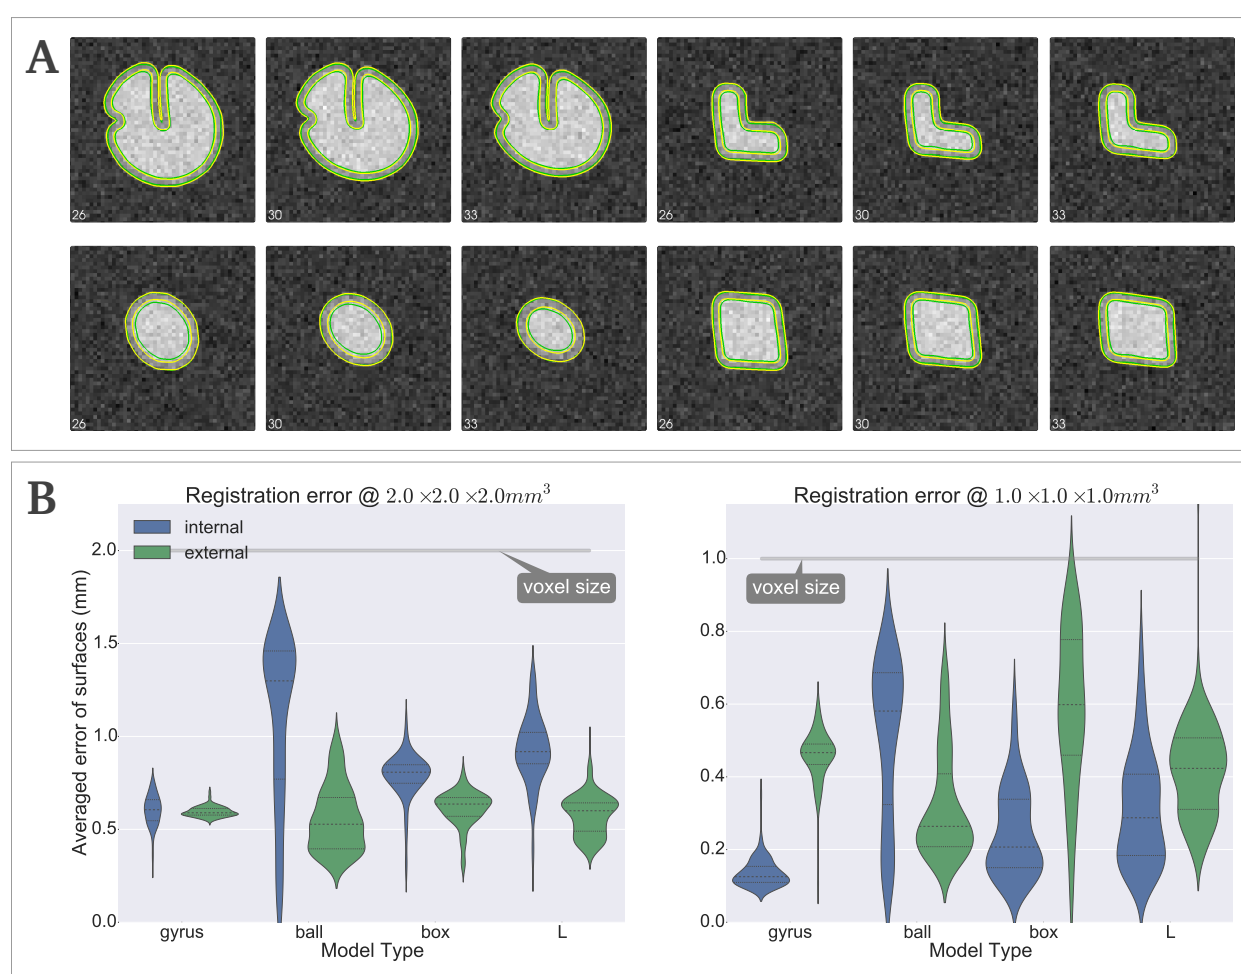 A
26 30 33 26 30 33
26 30 33 26 30 33
B
Registration error @ 2.0 ×2.0 ×2.0mm³
internal
external
voxel size
2.0
1.5
1.0
0.5
0.0
Averaged error of surfaces (mm)
gyrus ball box L
Model Type
Registration error @ 1.0 ×1.0 ×1.0mm³
voxel size
1.0
0.8
0.6
0.4
0.2
0.0
gyrus ball box L
Model Type